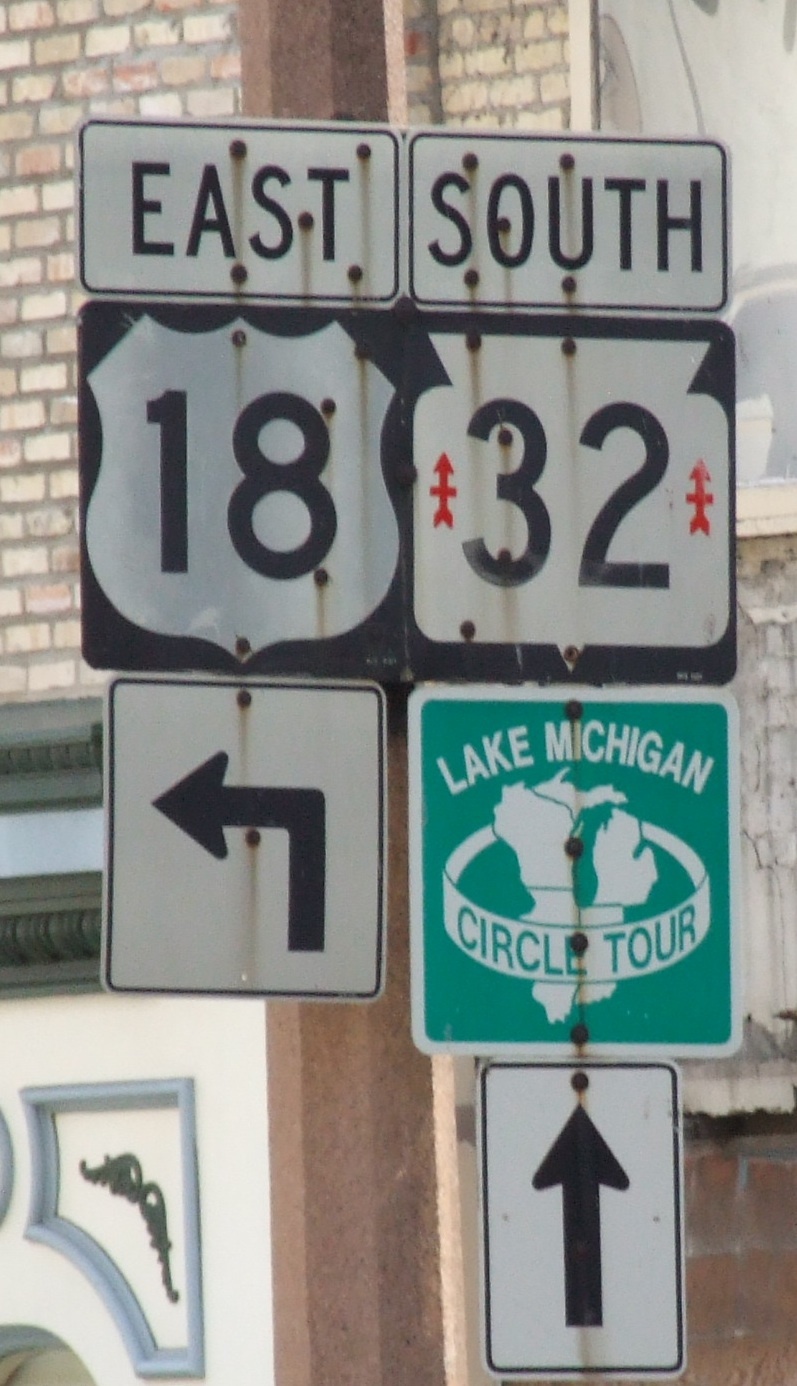 EAST
SOUTH
18
32
LAKE MICHIGAN
CIRCLE TOUR